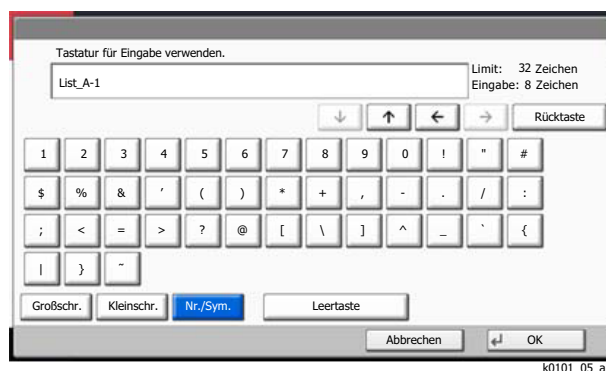 Tastatur für Eingabe verwenden.
List_A-1
Limit: 32 Zeichen
Eingabe: 8 Zeichen
↓ ↑ ← → Rücktaste
1 2 3 4 5 6 7 8 9 0 ! " #
$ % & ' ( ) * + , - . / :
; < = > ? @ [ \ ] ^ _ ` {
| } ~
Großschr. Kleinschr. Nr./Sym. Leertaste
Abbrechen OK
k0101_05_a